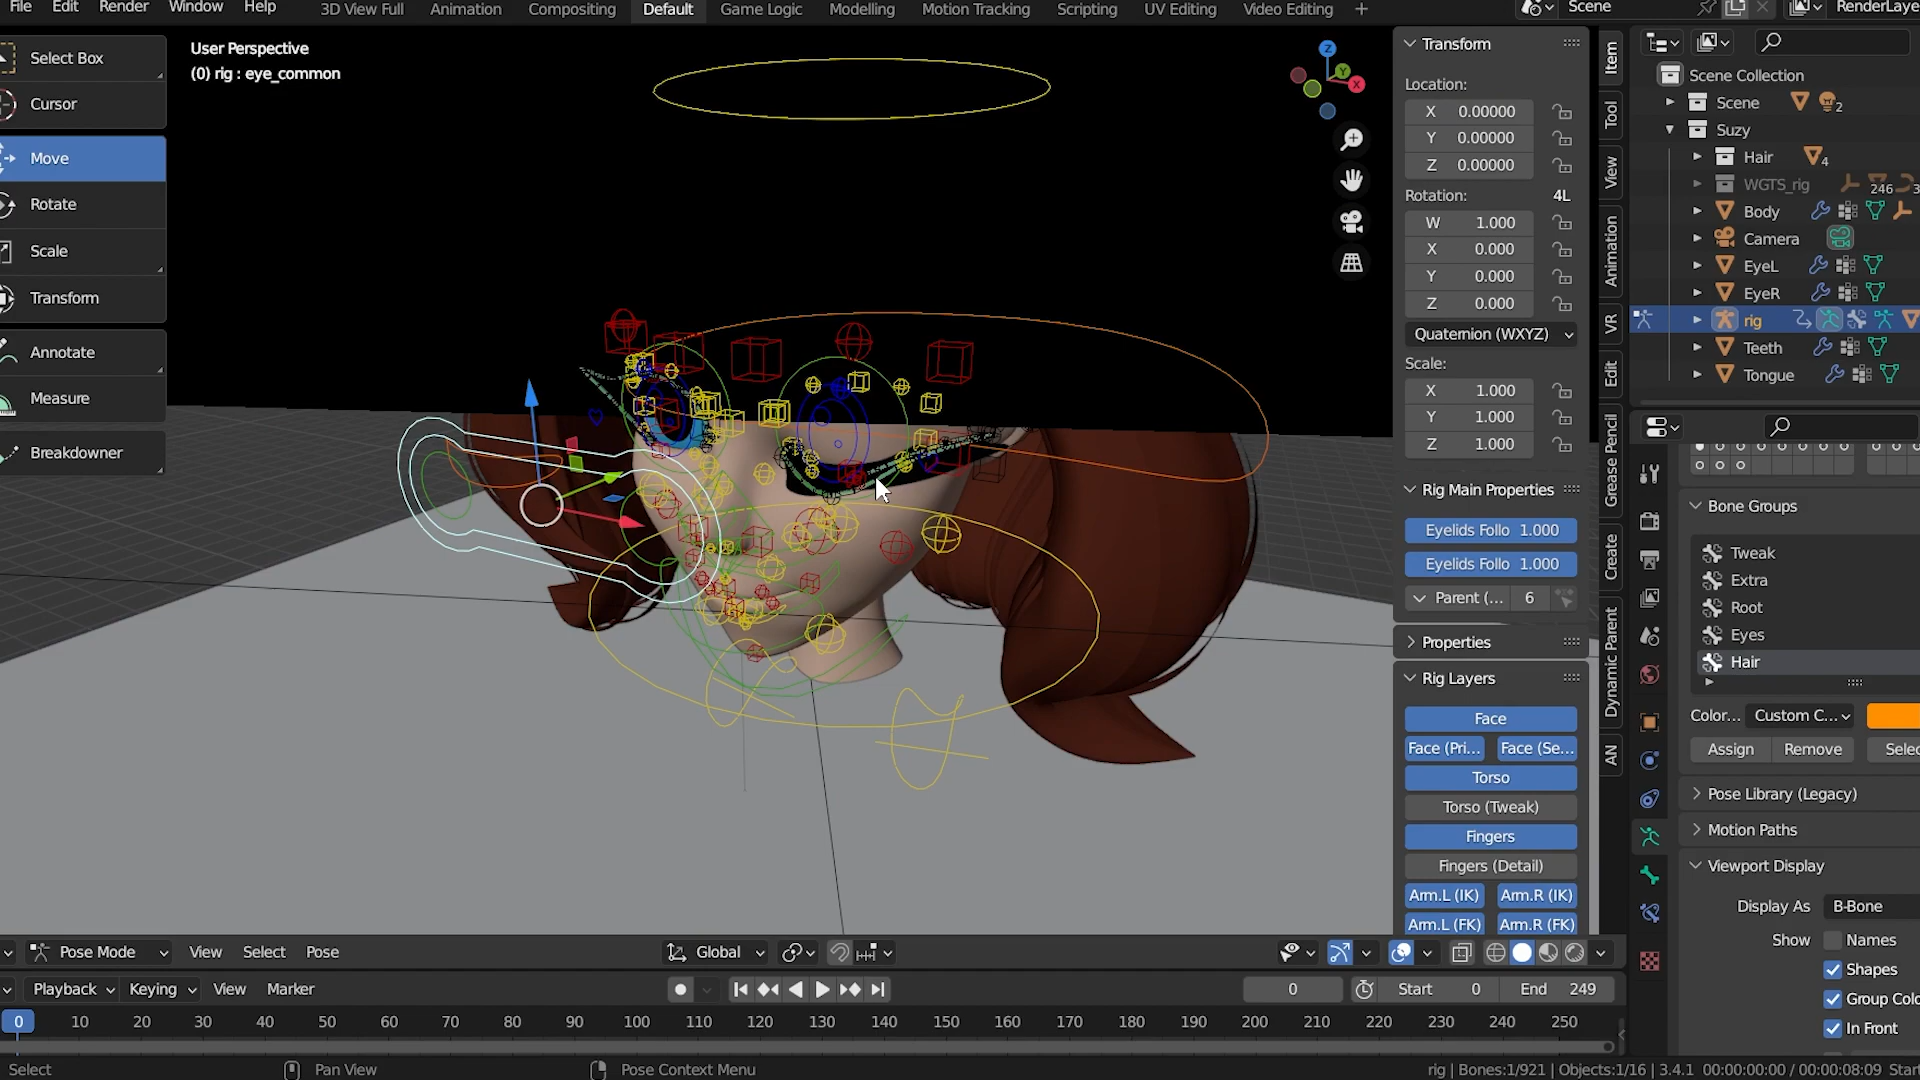 File Edit Render Window Help 3D View Full Animation Compositing Default Game Logic Modelling Motion Tracking Scripting UV Editing Video Editing Scene RenderLaye
User Perspective
(0) rig : eye_common
Select Box
Cursor
Move
Rotate
Scale
Transform
Annotate
Measure
Breakdowner
Z
Y
X
Transform
Location:
X 0.00000
Y 0.00000
Z 0.00000
Rotation: 4L
W 1.000
X 0.000
Y 0.000
Z 0.000
Quaternion (WXYZ)
Scale:
X 1.000
Y 1.000
Z 1.000
Rig Main Properties
Eyelids Follo 1.000
Eyelids Follo 1.000
Parent (... 6
Properties
Rig Layers
Face
Face (Pri... Face (Se...
Torso
Torso (Tweak)
Fingers
Fingers (Detail)
Arm.L (IK) Arm.R (IK)
Arm.L (FK) Arm.R (FK)
Item
Tool
View
Animation
VR
Edit
Grease Pencil
Create
Dynamic Parent
AN
Scene Collection
Scene 2
Suzy
Hair 4
WGTS_rig 246 3
Body
Camera
EyeL
EyeR
rig
Teeth
Tongue
Bone Groups
Tweak
Extra
Root
Eyes
Hair
Color... Custom C...
Assign Remove Selec
Pose Library (Legacy)
Motion Paths
Viewport Display
Display As B-Bone
Show Names
Shapes
Group Colo
In Front
Pose Mode View Select Pose Global
Playback Keying View Marker 0 Start 0 End 249
0 10 20 30 40 50 60 70 80 90 100 110 120 130 140 150 160 170 180 190 200 210 220 230 240 250
Select Pan View Pose Context Menu rig | Bones:1/921 | Objects:1/16 | 3.4.1 00:00:00:00 / 00:00:08:09 Start